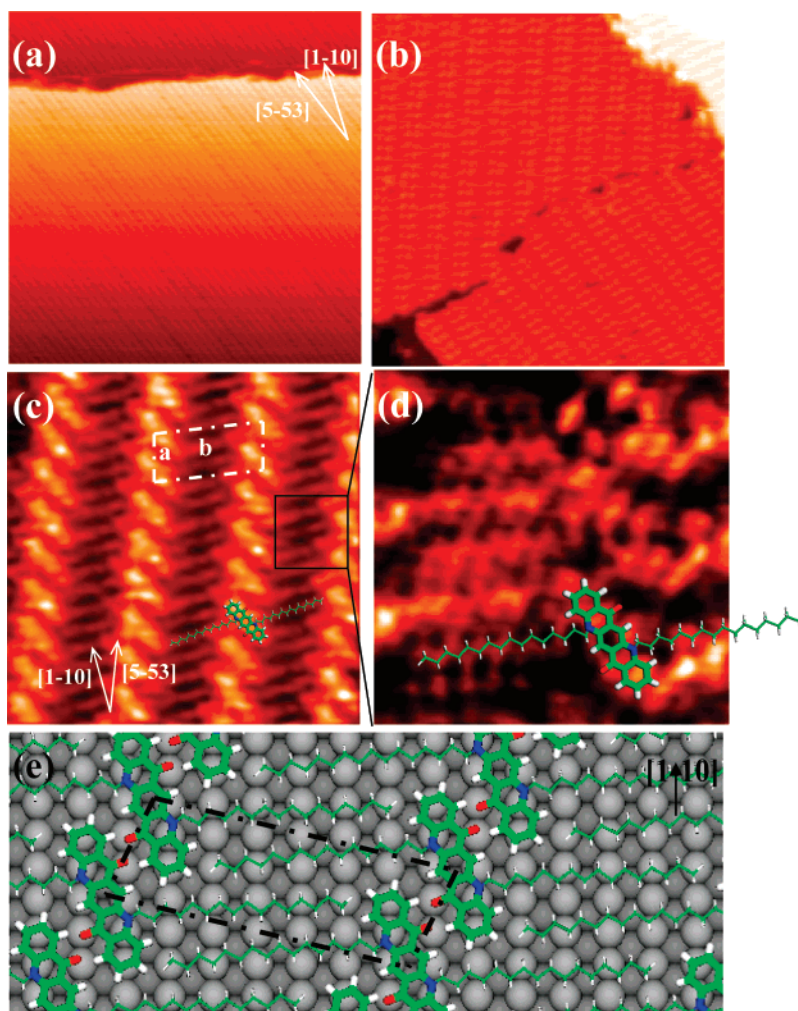 (a)
[1-10]
[5-53]
(b)
(c)
a
b
[1-10]
[5-53]
(d)
(e)
[1-10]